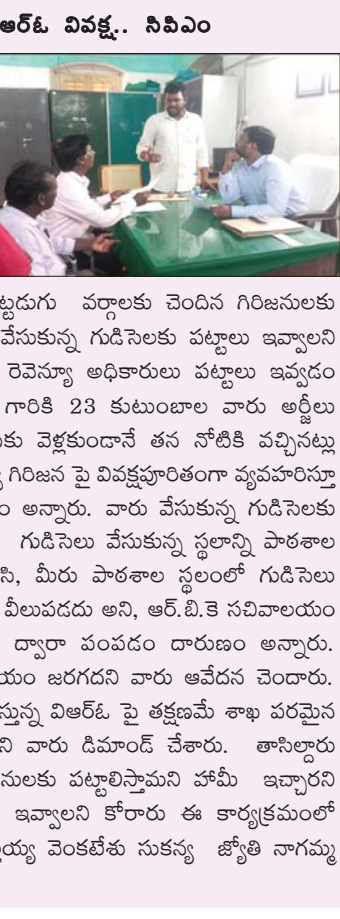 ఆర్ఓ వివక్ష.. సిపిఎం
ట్టడుగు వర్గాలకు చెందిన గిరిజనులకు
వేసుకున్న గుడిసెలకు పట్టాలు ఇవ్వాలని
రెవెన్యూ అధికారులు పట్టాలు ఇవ్వడం
గారికి 23 కుటుంబాల వారు అర్జీలు
కు వెళ్లకుండానే తన నోటికి వచ్చినట్లు
గిరిజన పై వివక్షపూరితంగా వ్యవహరిస్తూ
ం అన్నారు. వారు వేసుకున్న గుడిసెలకు
గుడిసెలు వేసుకున్న స్థలాన్ని పాఠశాల
సి, మీరు పాఠశాల స్థలంలో గుడిసెలు
వీలుపడదు అని, ఆర్.బి.కె సచివాలయం
ద్వారా పంపడం దారుణం అన్నారు.
యం జరగదని వారు ఆవేదన చెందారు.
స్తున్న విఆర్ఓ పై తక్షణమే శాఖ పరమైన
ని వారు డిమాండ్ చేశారు. తాసిల్దారు
నులకు పట్టాలిస్తామని హామీ ఇచ్చారని
ఇవ్వాలని కోరారు ఈ కార్యక్రమంలో
య్య వెంకటేశు సుకన్య జ్యోతి నాగమ్మ